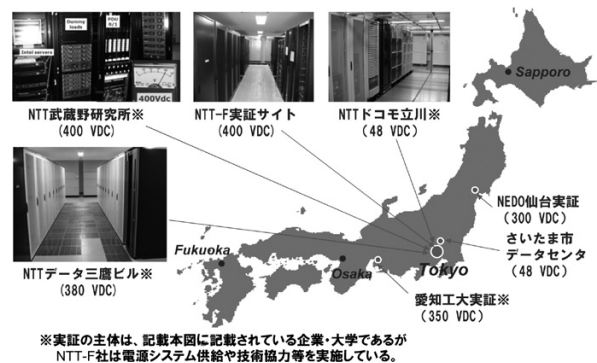 Dummy loads
PDU 0/1
Intel servers
400Vdc
NTT武蔵野研究所※
(400 VDC)
NTT-F実証サイト
(400 VDC)
NTTドコモ立川※
(48 VDC)
Sapporo
NEDO仙台実証
(300 VDC)
さいたま市
データセンタ
(48 VDC)
Fukuoka
Osaka
Tokyo
NTTデータ三鷹ビル※
(380 VDC)
愛知工大実証※
(350 VDC)
※実証の主体は、記載本図に記載されている企業・大学であるが
NTT-F社は電源システム供給や技術協力等を実施している。